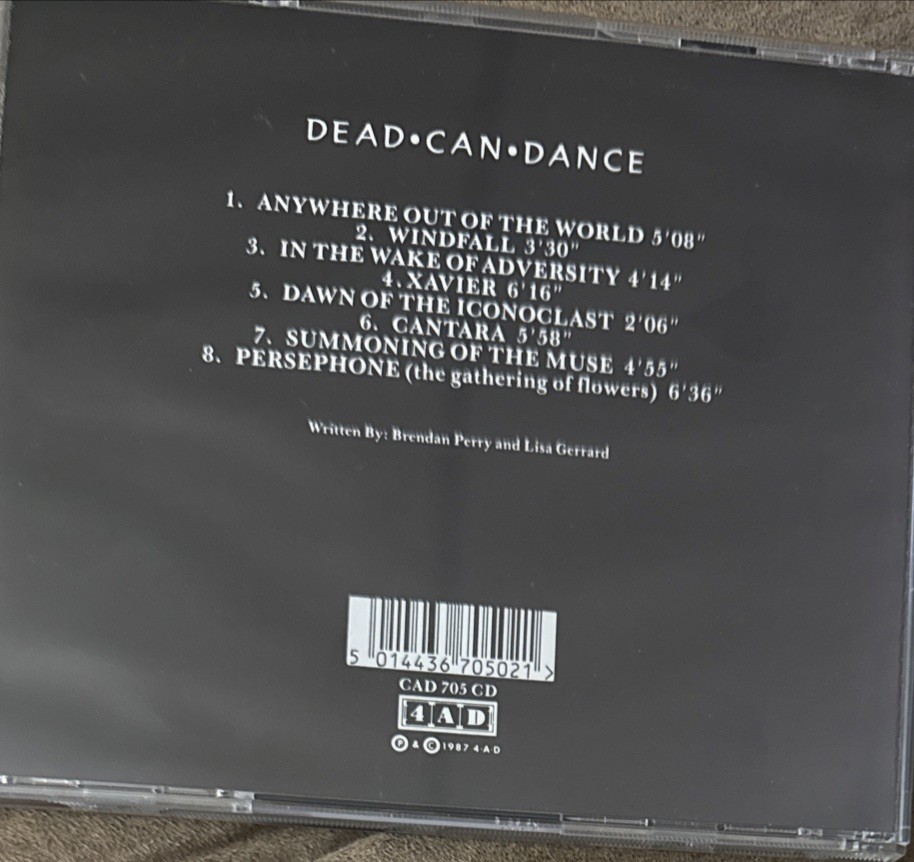 DEAD•CAN•DANCE
1. ANYWHERE OUT OF THE WORLD 5'08"
2. WINDFALL 3'30"
3. IN THE WAKE OF ADVERSITY 4'14"
4. XAVIER 6'16"
5. DAWN OF THE ICONOCLAST 2'06"
6. CANTARA 5'58"
7. SUMMONING OF THE MUSE 4'55"
8. PERSEPHONE (the gathering of flowers) 6'36"
Written By: Brendan Perry and Lisa Gerrard
5 014436 705021 >
CAD 705 CD
4AD
Ⓟ & © 1987 4·A·D